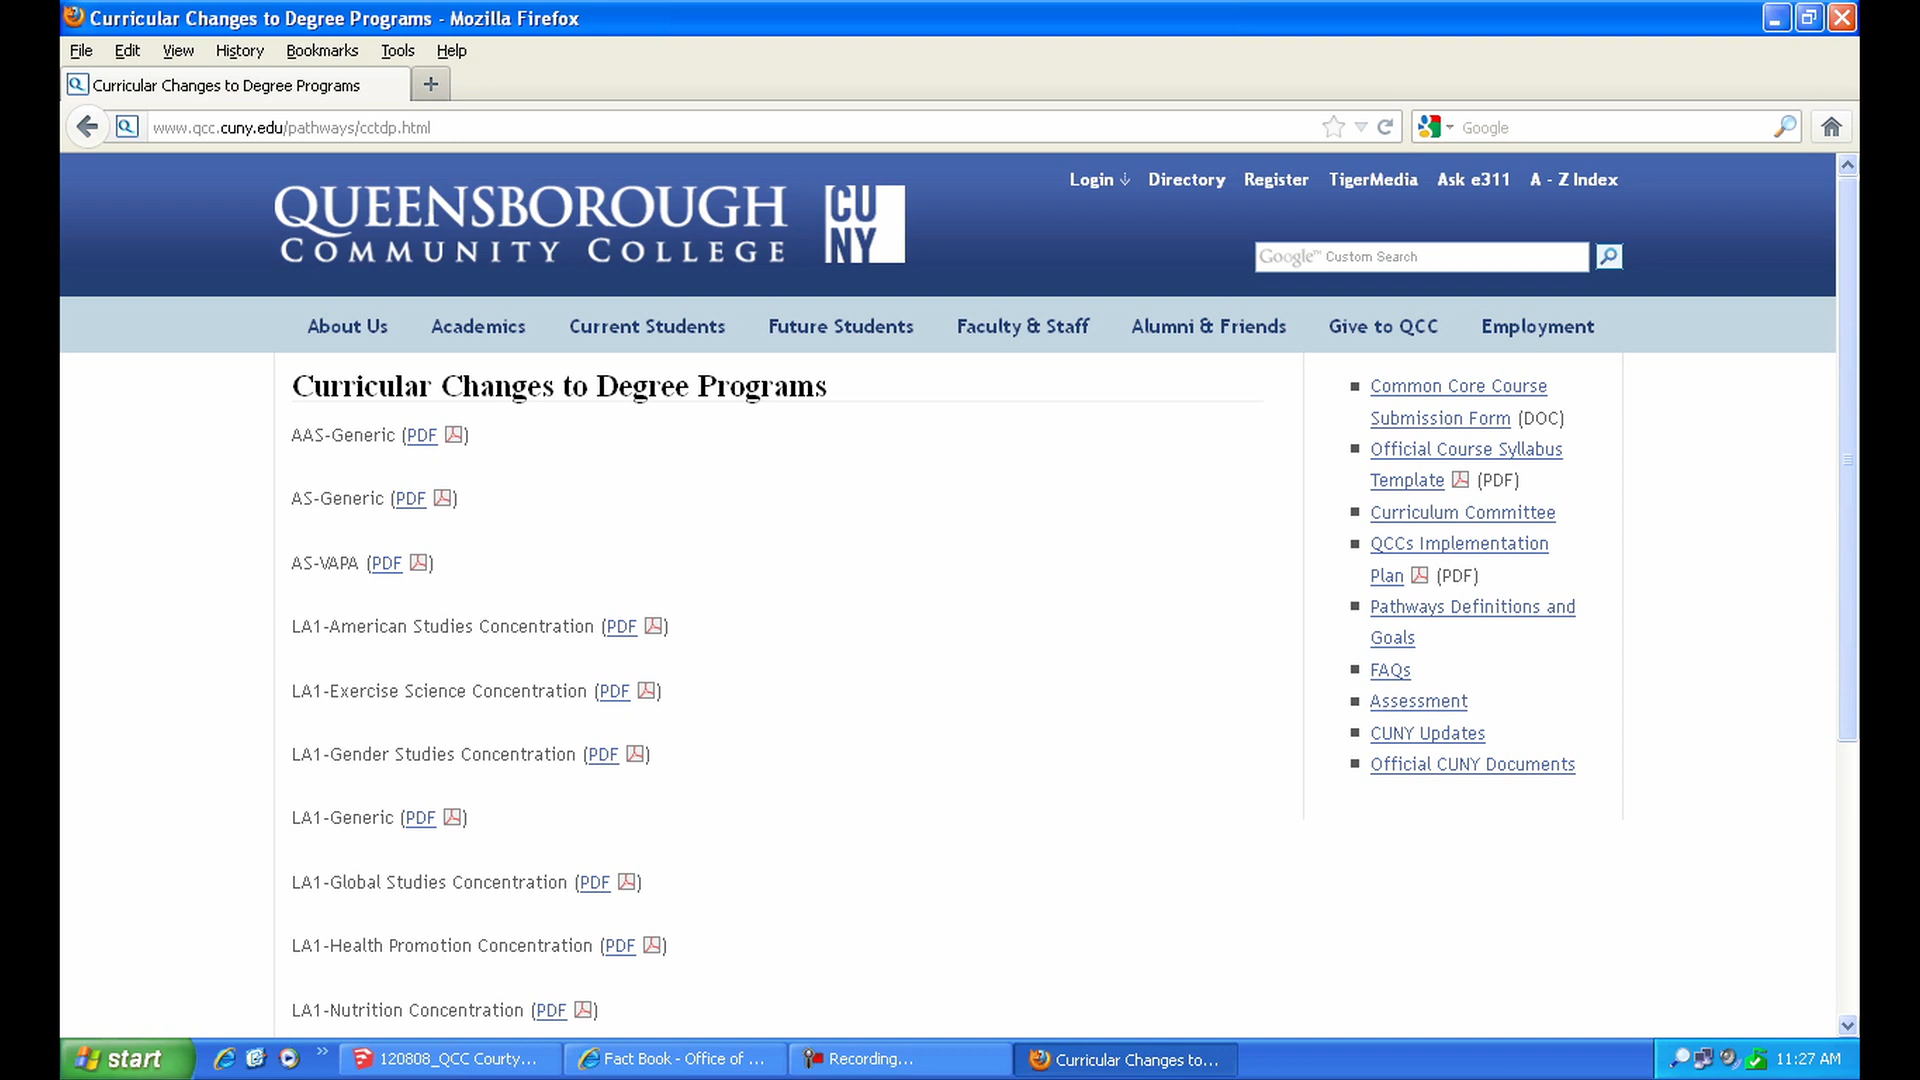 Curricular Changes to Degree Programs - Mozilla Firefox
File Edit View History Bookmarks Tools Help
Curricular Changes to Degree Programs
www.qcc.cuny.edu/pathways/cctdp.html
Google
Login Directory Register TigerMedia Ask e311 A - Z Index
QUEENSBOROUGH
COMMUNITY COLLEGE
CU
NY
Google™ Custom Search
About Us Academics Current Students Future Students Faculty & Staff Alumni & Friends Give to QCC Employment
Curricular Changes to Degree Programs
AAS-Generic (PDF)
AS-Generic (PDF)
AS-VAPA (PDF)
LA1-American Studies Concentration (PDF)
LA1-Exercise Science Concentration (PDF)
LA1-Gender Studies Concentration (PDF)
LA1-Generic (PDF)
LA1-Global Studies Concentration (PDF)
LA1-Health Promotion Concentration (PDF)
LA1-Nutrition Concentration (PDF)
Common Core Course
Submission Form (DOC)
Official Course Syllabus
Template (PDF)
Curriculum Committee
QCCs Implementation
Plan (PDF)
Pathways Definitions and
Goals
FAQs
Assessment
CUNY Updates
Official CUNY Documents
start
120808_QCC Courty...
Fact Book - Office of ...
Recording...
Curricular Changes to...
11:27 AM